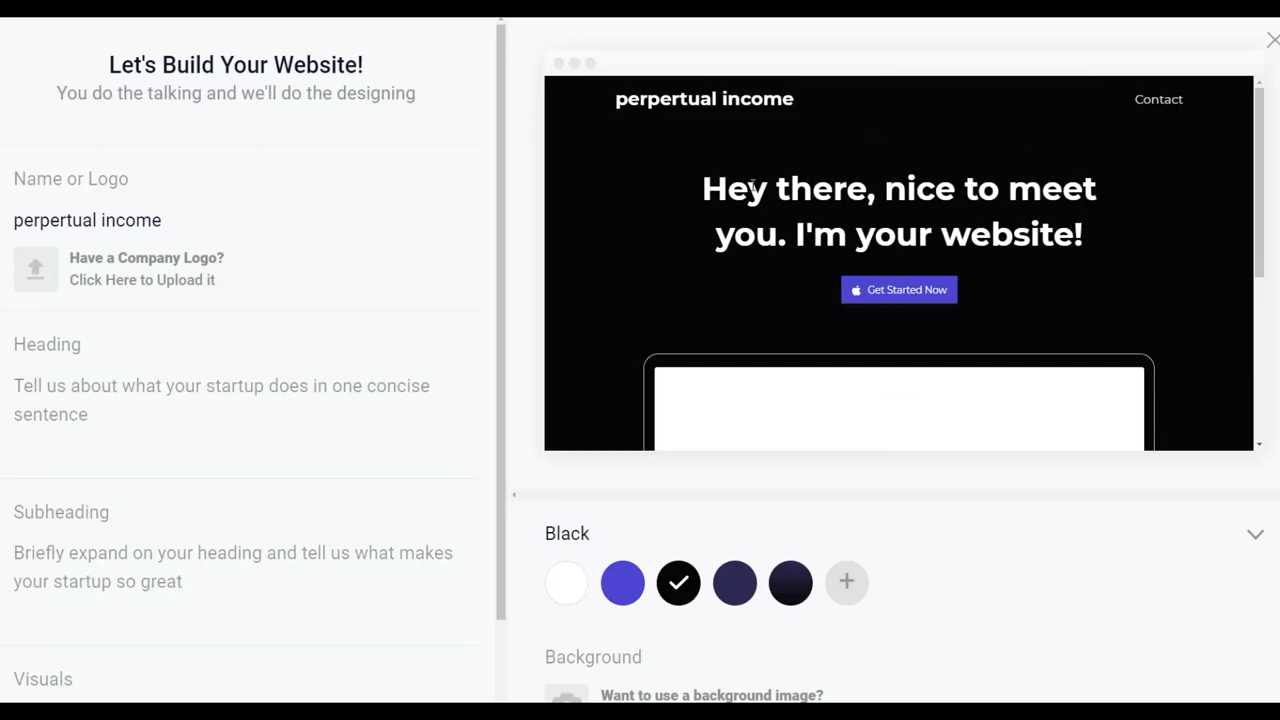 Let's Build Your Website!
You do the talking and we'll do the designing
Name or Logo
perpertual income
Have a Company Logo?
Click Here to Upload it
Heading
Tell us about what your startup does in one concise
sentence
Subheading
Briefly expand on your heading and tell us what makes
your startup so great
Visuals
perpertual income
Contact
Hey there, nice to meet
you. I'm your website!
Get Started Now
Black
Background
Want to use a background image?